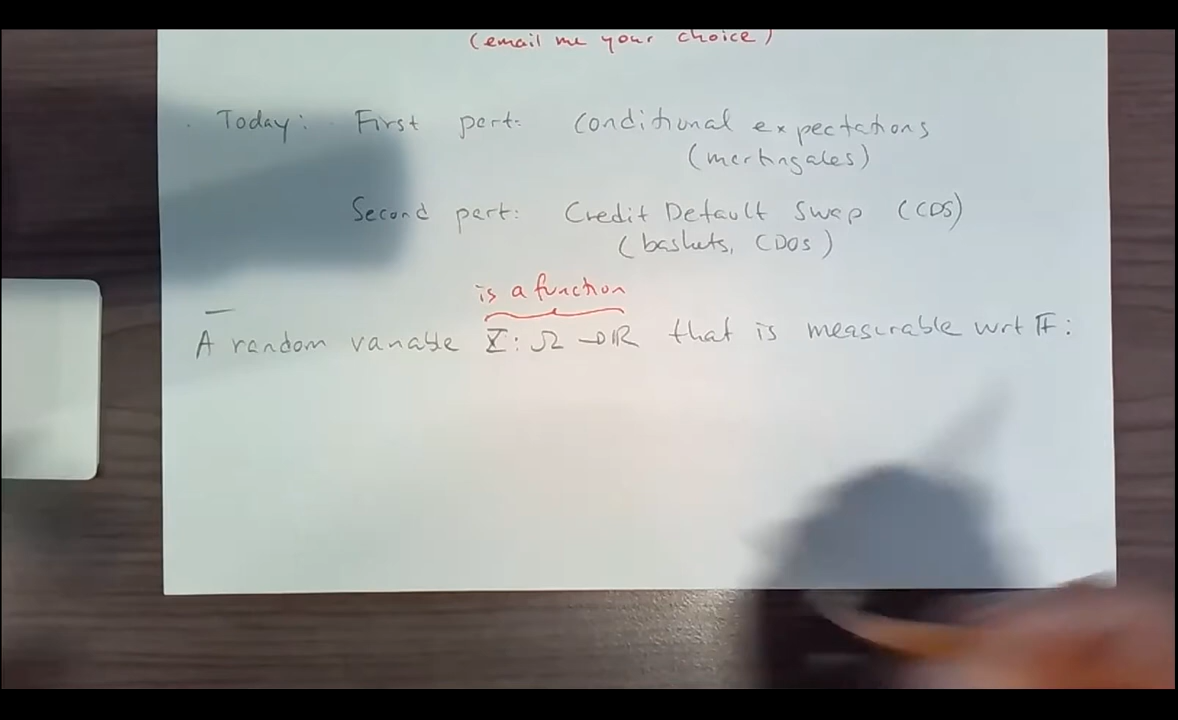 (email me your choice)
Today: First part: Conditional expectations
(martingales)
Second part: Credit Default Swap (CDS)
(baskets, CDOs)
is a function
A random variable X: Ω → ℝ that is measurable wrt 𝔽: